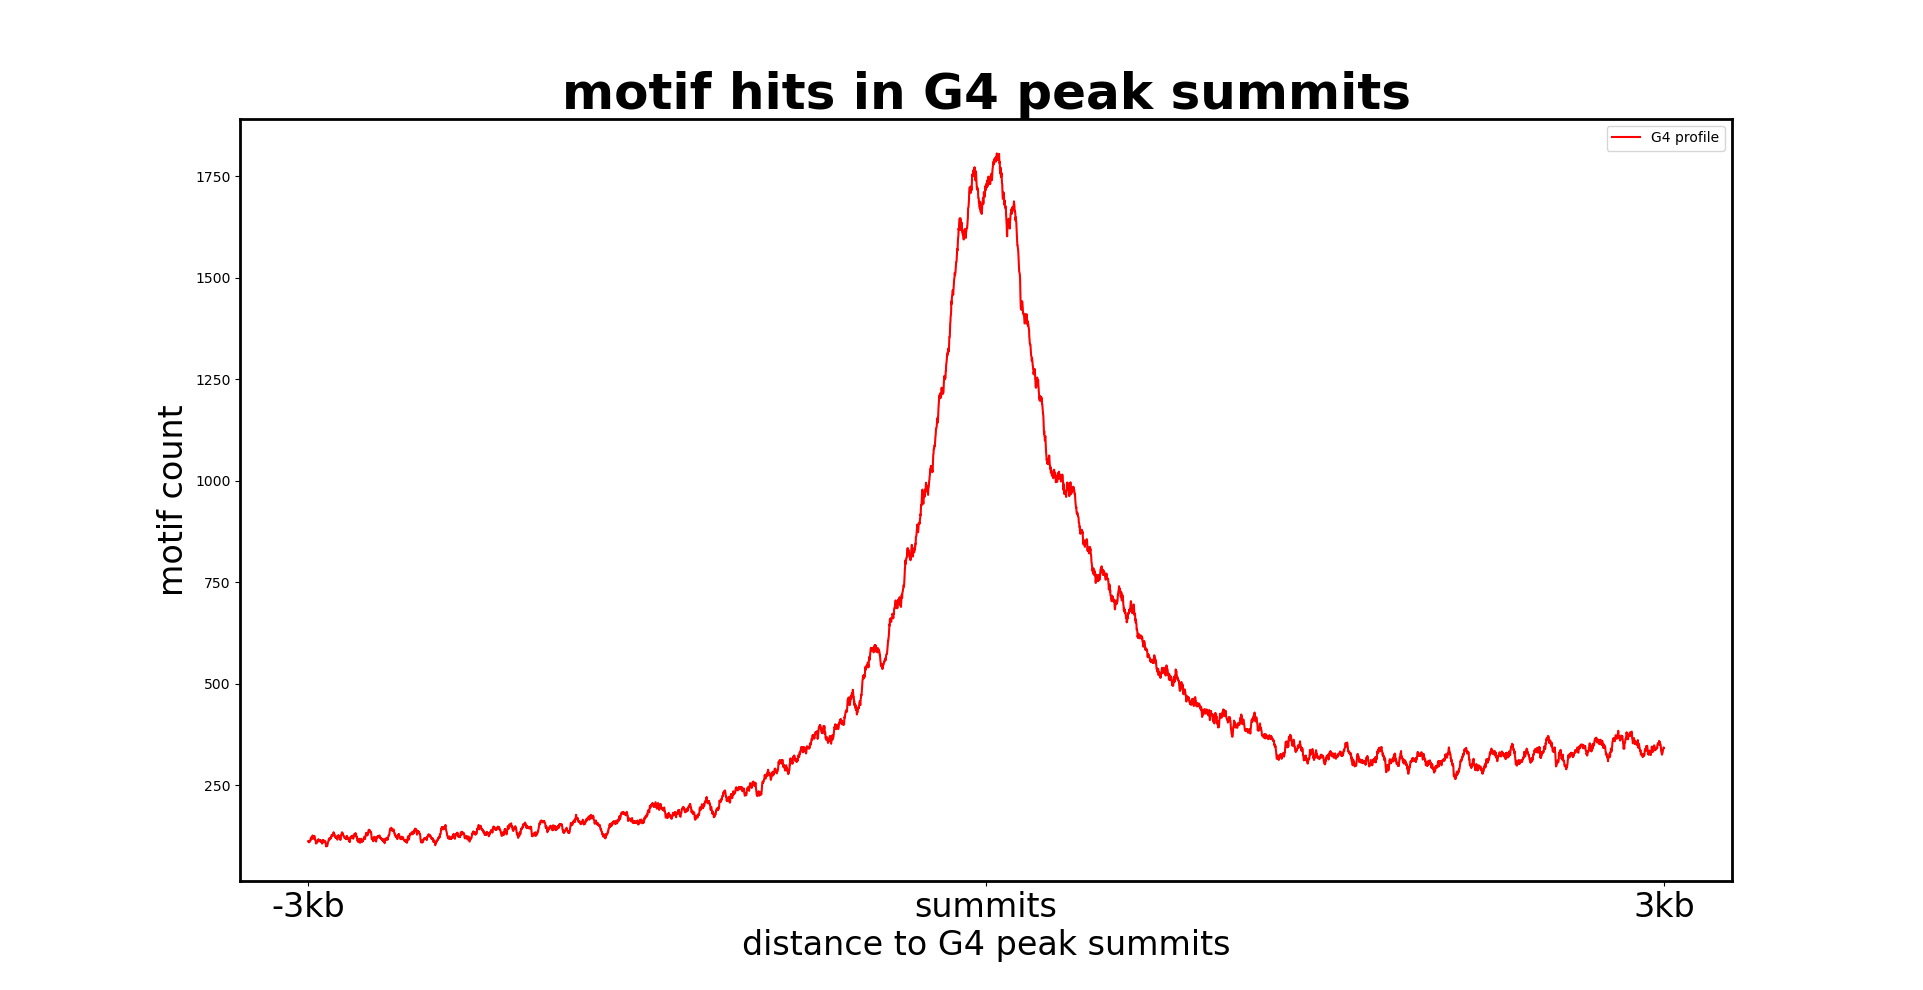 motif hits in G4 peak summits
G4 profile
1750
1500
1250
1000
750
500
250
motif count
-3kb
summits
3kb
distance to G4 peak summits